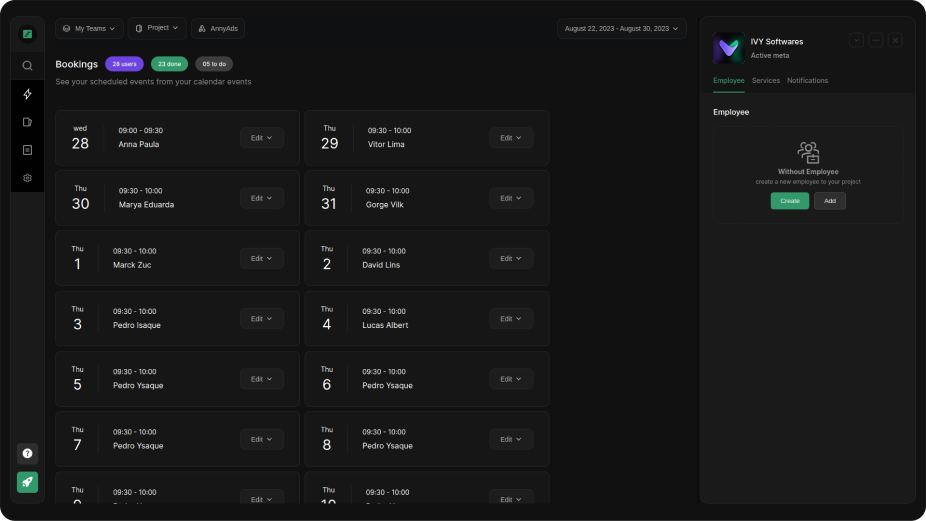 My Teams
Project
AnnyAds
August 22, 2023 - August 30, 2023
Bookings
28 users
23 done
05 to do
See your scheduled events from your calendar events
wed
28
09:00 - 09:30
Anna Paula
Edit
Thu
29
09:30 - 10:00
Vitor Lima
Edit
Thu
30
09:30 - 10:00
Marya Eduarda
Edit
Thu
31
09:30 - 10:00
Gorge Vilk
Edit
Thu
1
09:30 - 10:00
Marck Zuc
Edit
Thu
2
09:30 - 10:00
David Lins
Edit
Thu
3
09:30 - 10:00
Pedro Isaque
Edit
Thu
4
09:30 - 10:00
Lucas Albert
Edit
Thu
5
09:30 - 10:00
Pedro Ysaque
Edit
Thu
6
09:30 - 10:00
Pedro Ysaque
Edit
Thu
7
09:30 - 10:00
Pedro Ysaque
Edit
Thu
8
09:30 - 10:00
Pedro Ysaque
Edit
Thu
09:30 - 10:00
Edit
Thu
09:30 - 10:00
Edit
IVY Softwares
Active meta
Employee
Services
Notifications
Employee
Without Employee
create a new employee to your project
Create
Add